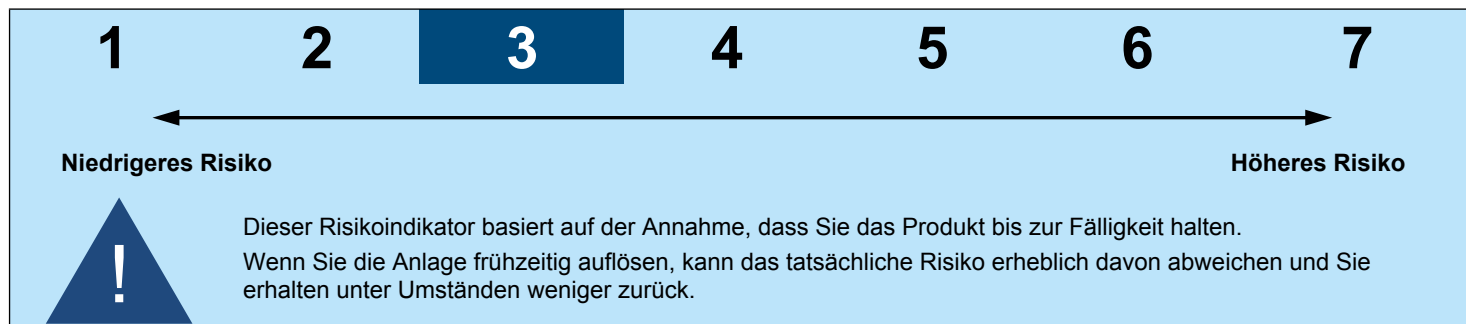 1 2 3 4 5 6 7
Niedrigeres Risiko Höheres Risiko
!
Dieser Risikoindikator basiert auf der Annahme, dass Sie das Produkt bis zur Fälligkeit halten.
Wenn Sie die Anlage frühzeitig auflösen, kann das tatsächliche Risiko erheblich davon abweichen und Sie
erhalten unter Umständen weniger zurück.